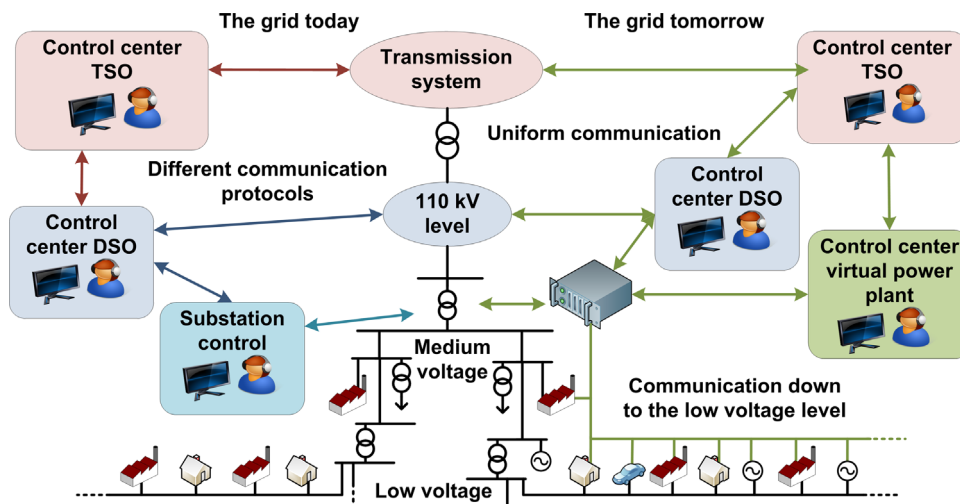 The grid today
The grid tomorrow
Control center
TSO
Transmission
system
Control center
TSO
Uniform communication
Different communication
protocols
Control
center DSO
110 kV
level
Control
center DSO
Control center
virtual power
plant
Substation
control
Medium
voltage
Communication down
to the low voltage level
Low voltage